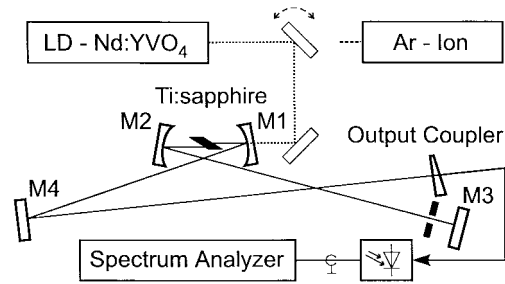 LD - Nd:YVO4
Ar - Ion
Ti:sapphire
M2
M1
Output Coupler
M4
M3
Spectrum Analyzer